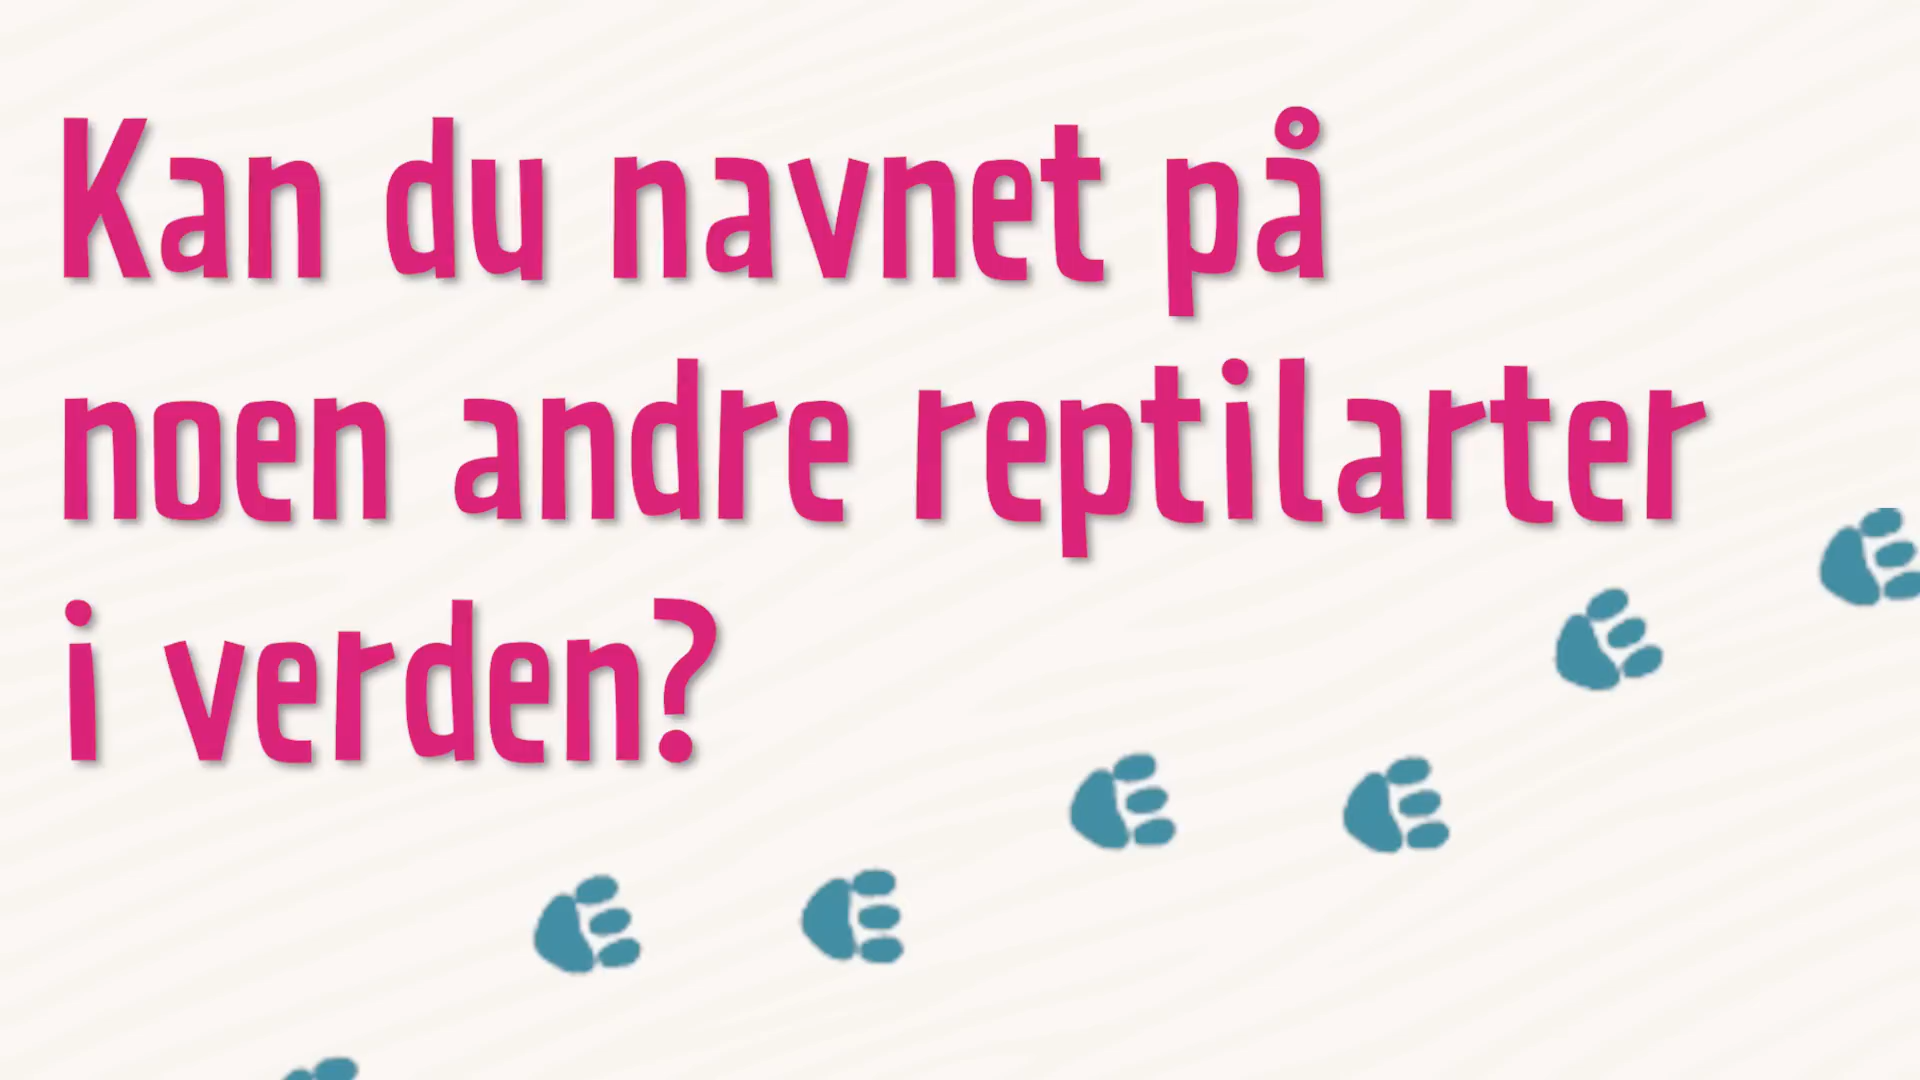 Kan du navnet på
noen andre reptilarter
i verden?